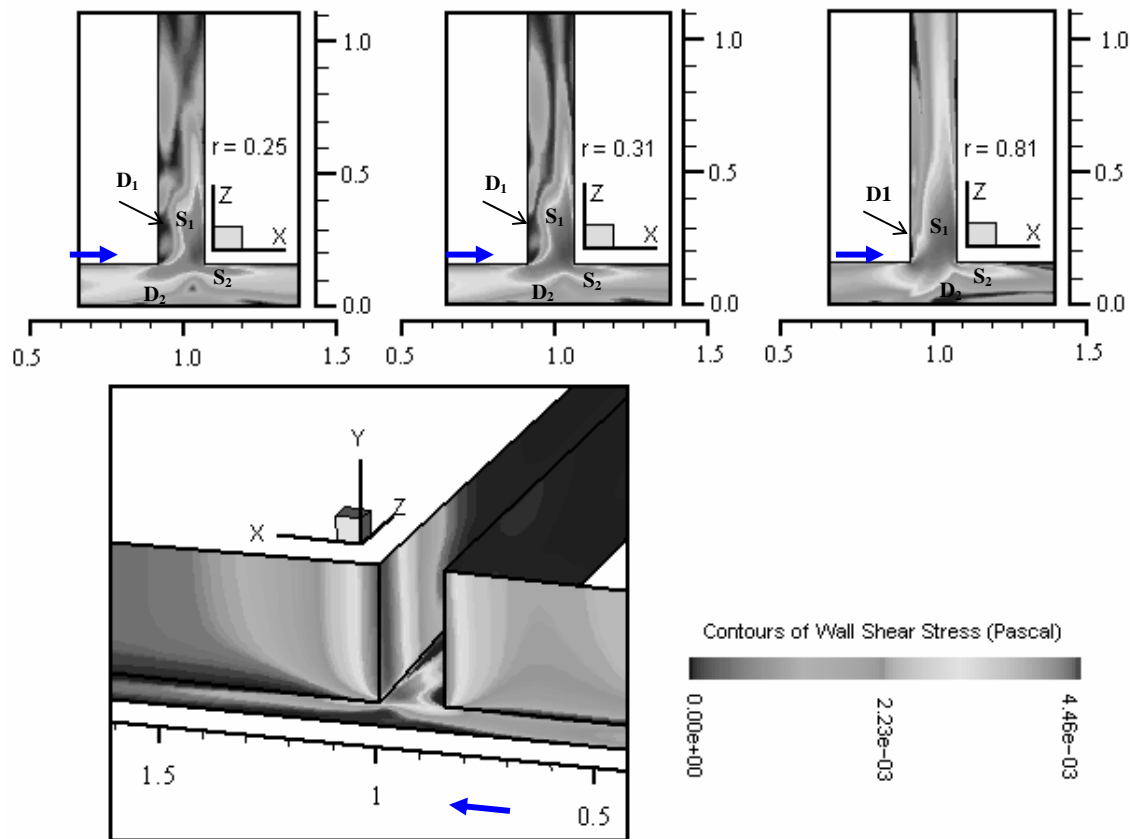 1.0
0.5
0.0
r = 0.25
D1
S1
Z
X
S2
D2
0.5
1.0
1.5
1.0
0.5
0.0
r = 0.31
D1
S1
Z
X
S2
D2
0.5
1.0
1.5
1.0
0.5
0.0
r = 0.81
D1
S1
Z
X
S2
D2
0.5
1.0
1.5
Y
Z
X
1.5
1
0.5
Contours of Wall Shear Stress (Pascal)
0.00e+00
2.23e-03
4.46e-03